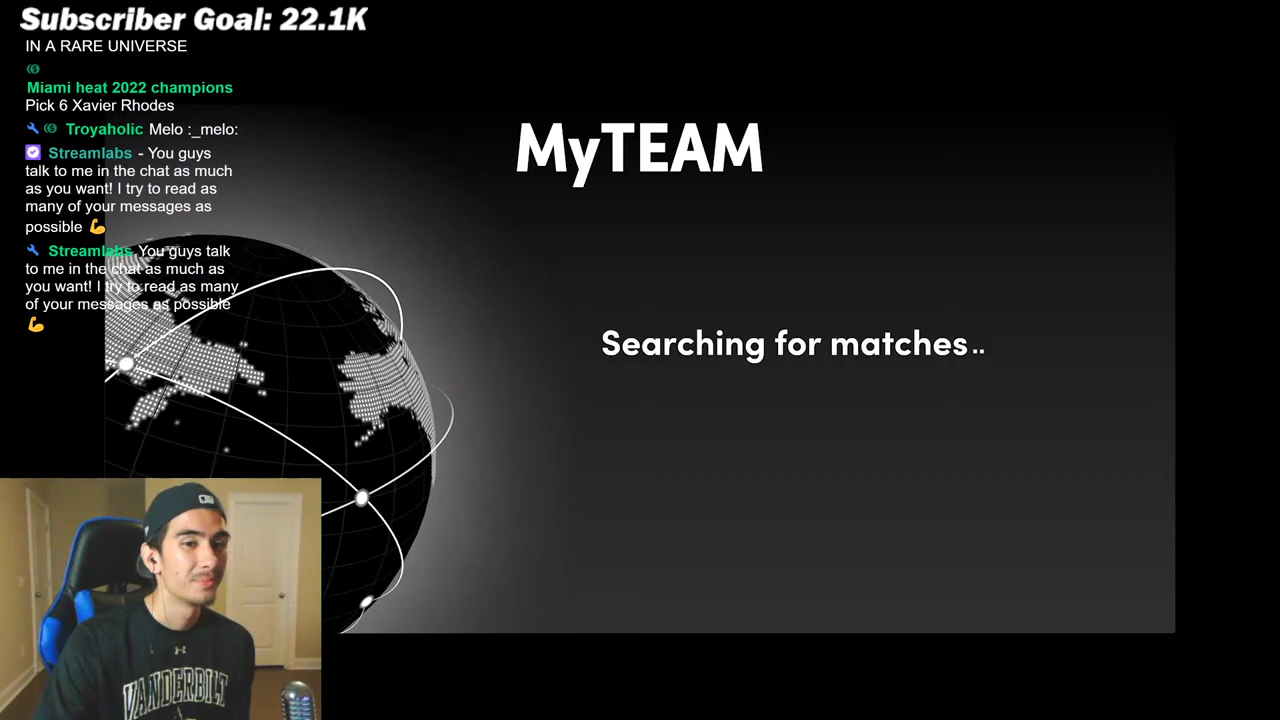 Subscriber Goal: 22.1K
IN A RARE UNIVERSE
Miami heat 2022 champions
Pick 6 Xavier Rhodes
Troyaholic Melo :_melo:
Streamlabs - You guys
talk to me in the chat as much
as you want! I try to read as
many of your messages as
possible 💪
Streamlabs You guys talk
to me in the chat as much as
you want! I try to read as many
of your messages as possible
💪
MyTEAM
Searching for matches..
VANDERBILT